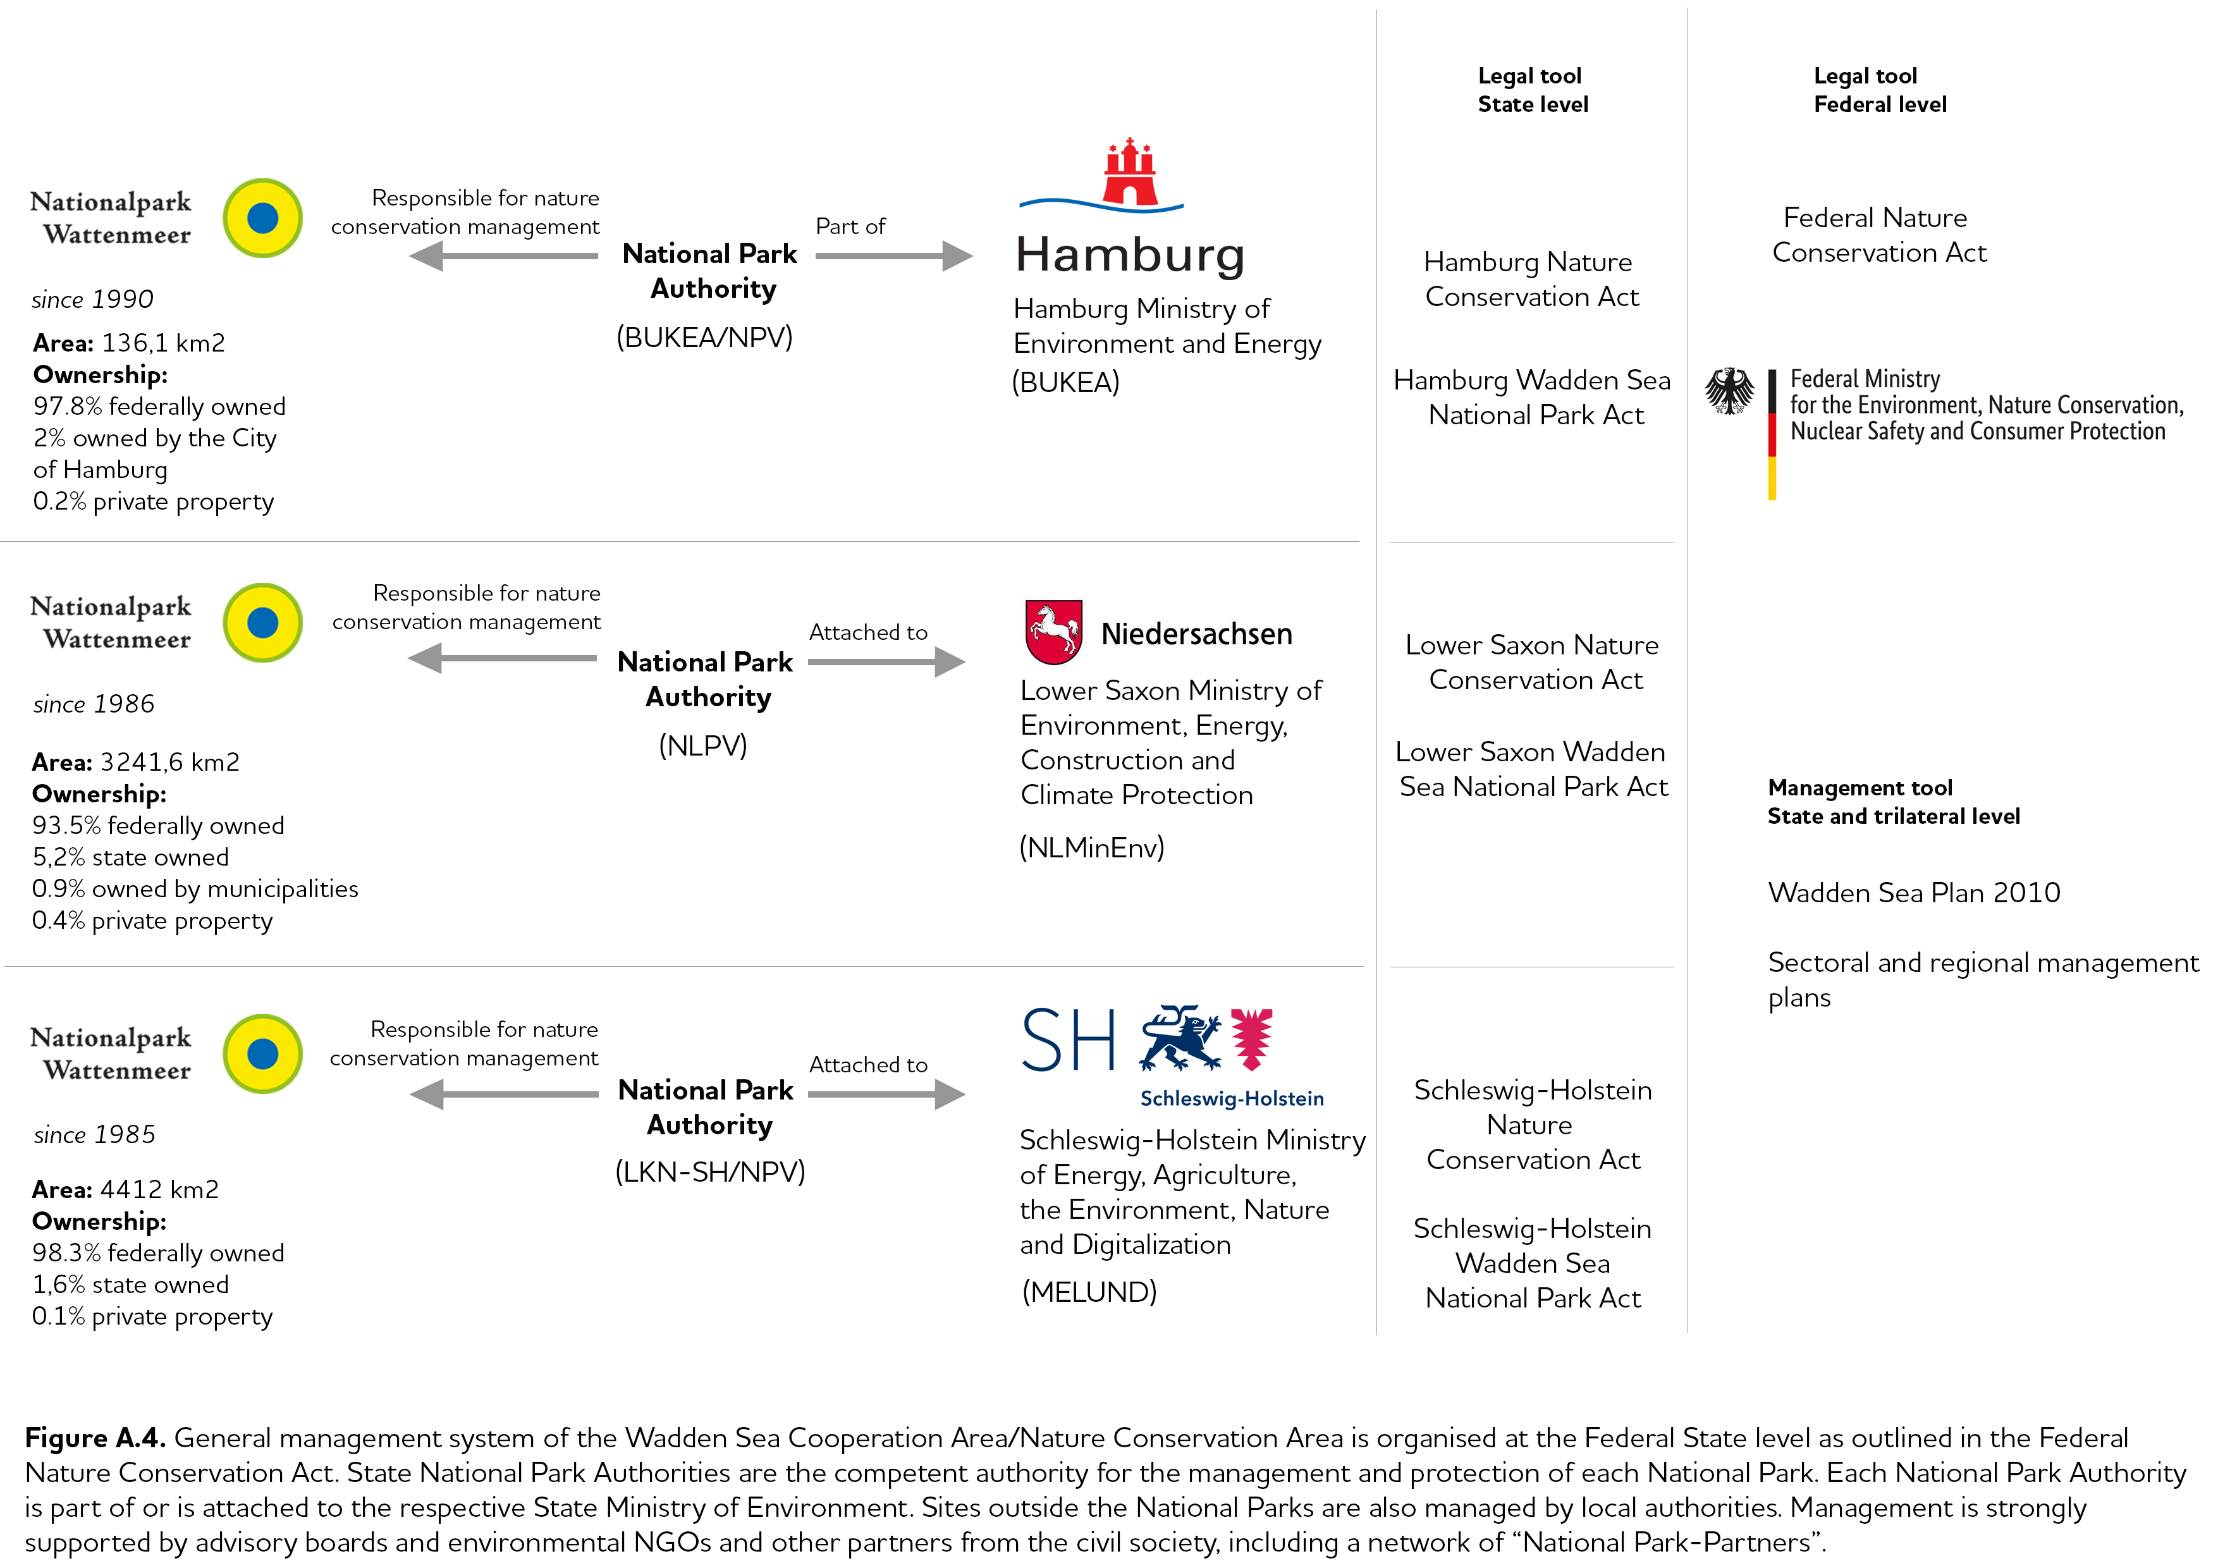 Legal tool
State level
Legal tool
Federal level
Nationalpark
Wattenmeer
since 1990
Area: 136,1 km2
Ownership:
97.8% federally owned
2% owned by the City
of Hamburg
0.2% private property
Responsible for nature
conservation management
National Park
Authority
(BUKEA/NPV)
Part of
Hamburg
Hamburg Ministry of
Environment and Energy
(BUKEA)
Hamburg Nature
Conservation Act
Hamburg Wadden Sea
National Park Act
Federal Nature
Conservation Act
Federal Ministry
for the Environment, Nature Conservation,
Nuclear Safety and Consumer Protection
Nationalpark
Wattenmeer
since 1986
Area: 3241,6 km2
Ownership:
93.5% federally owned
5,2% state owned
0.9% owned by municipalities
0.4% private property
Responsible for nature
conservation management
National Park
Authority
(NLPV)
Attached to
Niedersachsen
Lower Saxon Ministry of
Environment, Energy,
Construction and
Climate Protection
(NLMinEnv)
Lower Saxon Nature
Conservation Act
Lower Saxon Wadden
Sea National Park Act
Management tool
State and trilateral level
Wadden Sea Plan 2010
Sectoral and regional management
plans
Nationalpark
Wattenmeer
since 1985
Area: 4412 km2
Ownership:
98.3% federally owned
1,6% state owned
0.1% private property
Responsible for nature
conservation management
National Park
Authority
(LKN-SH/NPV)
Attached to
SH
Schleswig-Holstein
Schleswig-Holstein Ministry
of Energy, Agriculture,
the Environment, Nature
and Digitalization
(MELUND)
Schleswig-Holstein
Nature
Conservation Act
Schleswig-Holstein
Wadden Sea
National Park Act
Figure A.4. General management system of the Wadden Sea Cooperation Area/Nature Conservation Area is organised at the Federal State level as outlined in the Federal
Nature Conservation Act. State National Park Authorities are the competent authority for the management and protection of each National Park. Each National Park Authority
is part of or is attached to the respective State Ministry of Environment. Sites outside the National Parks are also managed by local authorities. Management is strongly
supported by advisory boards and environmental NGOs and other partners from the civil society, including a network of “National Park-Partners”.